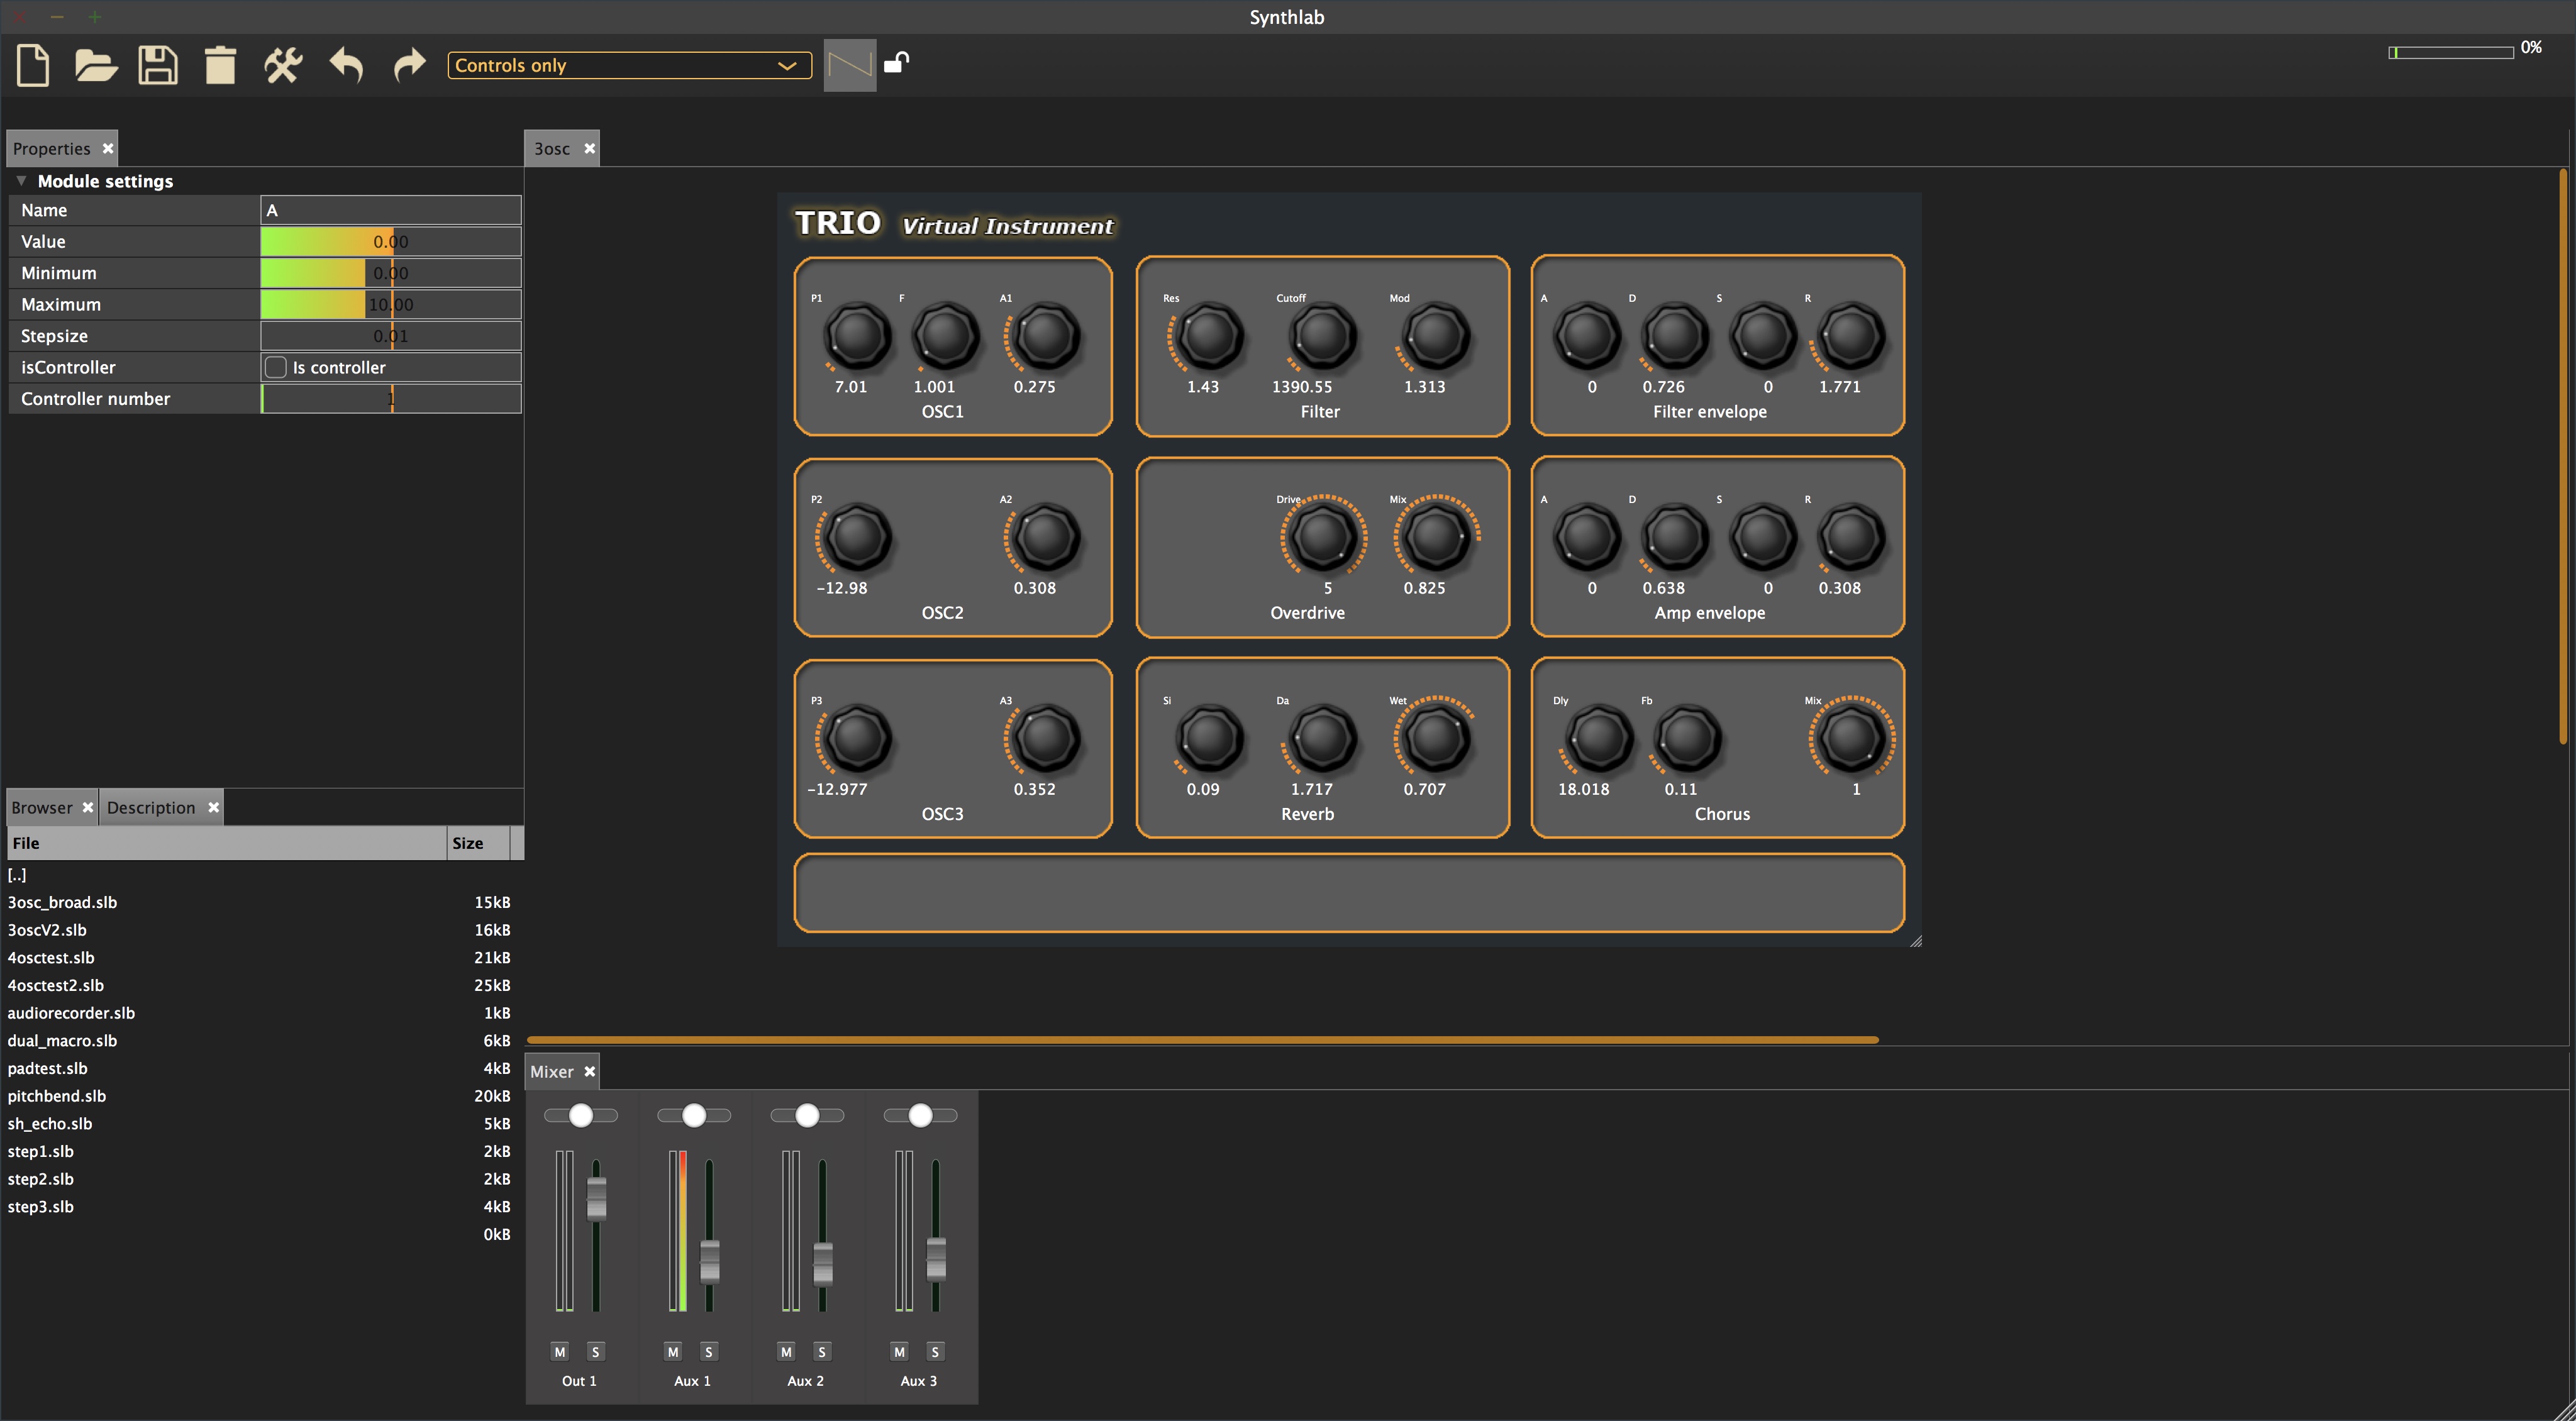 Synthlab
Controls only
0%
Properties
Module settings
Name A
Value 0.00
Minimum 0.00
Maximum 10.00
Stepsize 0.01
isController Is controller
Controller number 1
Browser Description
File Size
[..]
3osc_broad.slb 15kB
3oscV2.slb 16kB
4osctest.slb 21kB
4osctest2.slb 25kB
audiorecorder.slb 1kB
dual_macro.slb 6kB
padtest.slb 4kB
pitchbend.slb 20kB
sh_echo.slb 5kB
step1.slb 2kB
step2.slb 2kB
step3.slb 4kB
0kB
3osc
TRIO Virtual Instrument
P1 F A1
7.01 1.001 0.275
OSC1
Res Cutoff Mod
1.43 1390.55 1.313
Filter
A D S R
0 0.726 0 1.771
Filter envelope
P2 A2
-12.98 0.308
OSC2
Drive Mix
5 0.825
Overdrive
A D S R
0 0.638 0 0.308
Amp envelope
P3 A3
-12.977 0.352
OSC3
Si Da Wet
0.09 1.717 0.707
Reverb
Dly Fb Mix
18.018 0.11 1
Chorus
Mixer
M S M S M S M S
Out 1 Aux 1 Aux 2 Aux 3